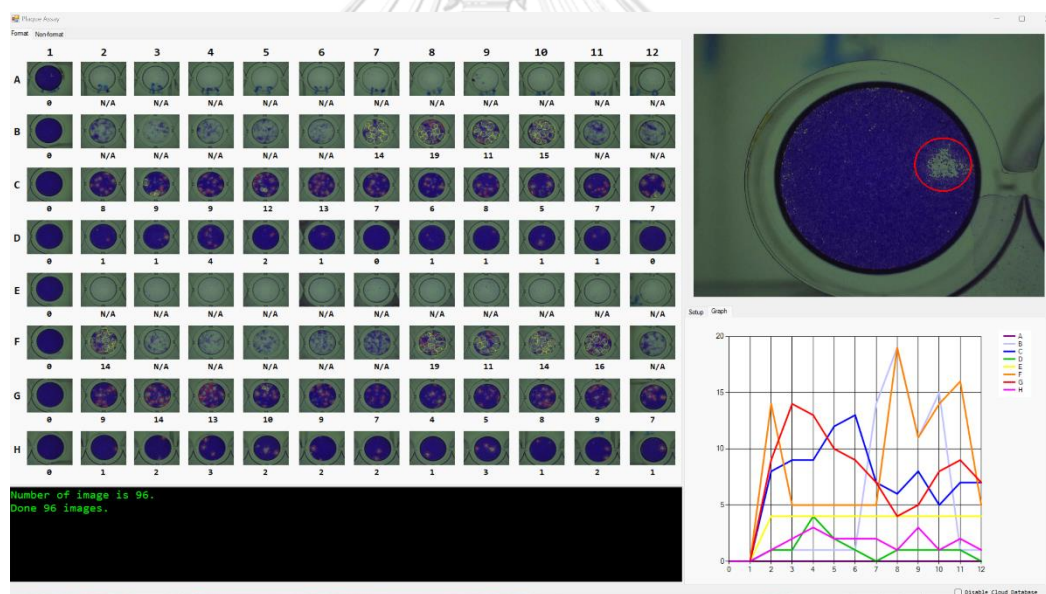 Plaque Assay
Format Non-format
1 2 3 4 5 6 7 8 9 10 11 12
A
0 N/A N/A N/A N/A N/A N/A N/A N/A N/A N/A N/A
B
0 N/A N/A N/A N/A N/A 14 19 11 15 N/A N/A
C
0 8 9 9 12 13 7 6 8 5 7 7
D
0 1 1 4 2 1 0 1 1 1 1 0
E
0 N/A N/A N/A N/A N/A N/A N/A N/A N/A N/A N/A
F
0 14 N/A N/A N/A N/A N/A 19 11 14 16 N/A
G
0 9 14 13 10 9 7 4 5 8 9 7
H
0 1 2 3 2 2 2 1 3 1 2 1
Number of image is 96.
Done 96 images.
Setup Graph
20
15
10
5
0
0 1 2 3 4 5 6 7 8 9 10 11 12
A
B
C
D
E
F
G
H
Disable Cloud Database